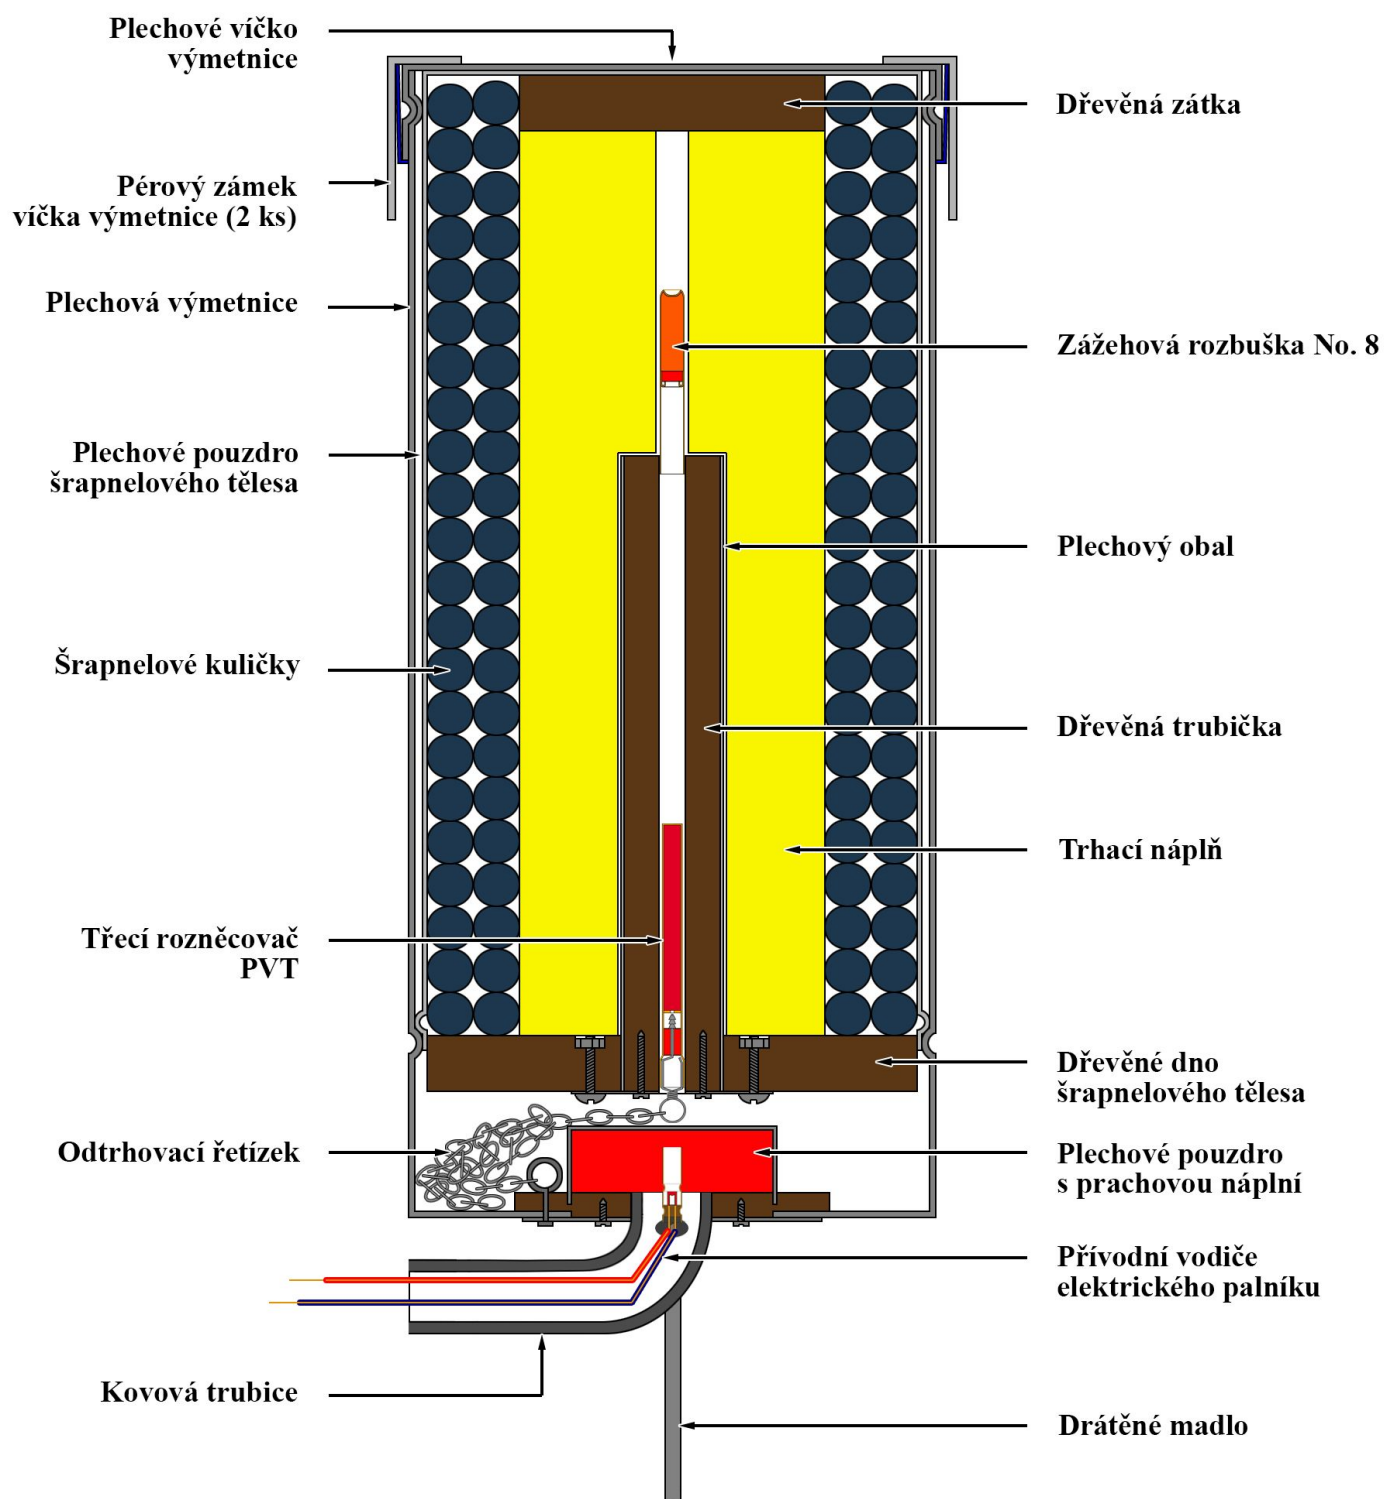 Plechové víčko
výmetnice
Pérový zámek
víčka výmetnice (2 ks)
Plechová výmetnice
Plechové pouzdro
šrapnelového tělesa
Šrapnelové kuličky
Třecí rozněcovač
PVT
Odtrhovací řetízek
Kovová trubice
Dřevěná zátka
Zážehová rozbuška No. 8
Plechový obal
Dřevěná trubička
Trhací náplň
Dřevěné dno
šrapnelového tělesa
Plechové pouzdro
s prachovou náplní
Přívodní vodiče
elektrického palníku
Drátěné madlo